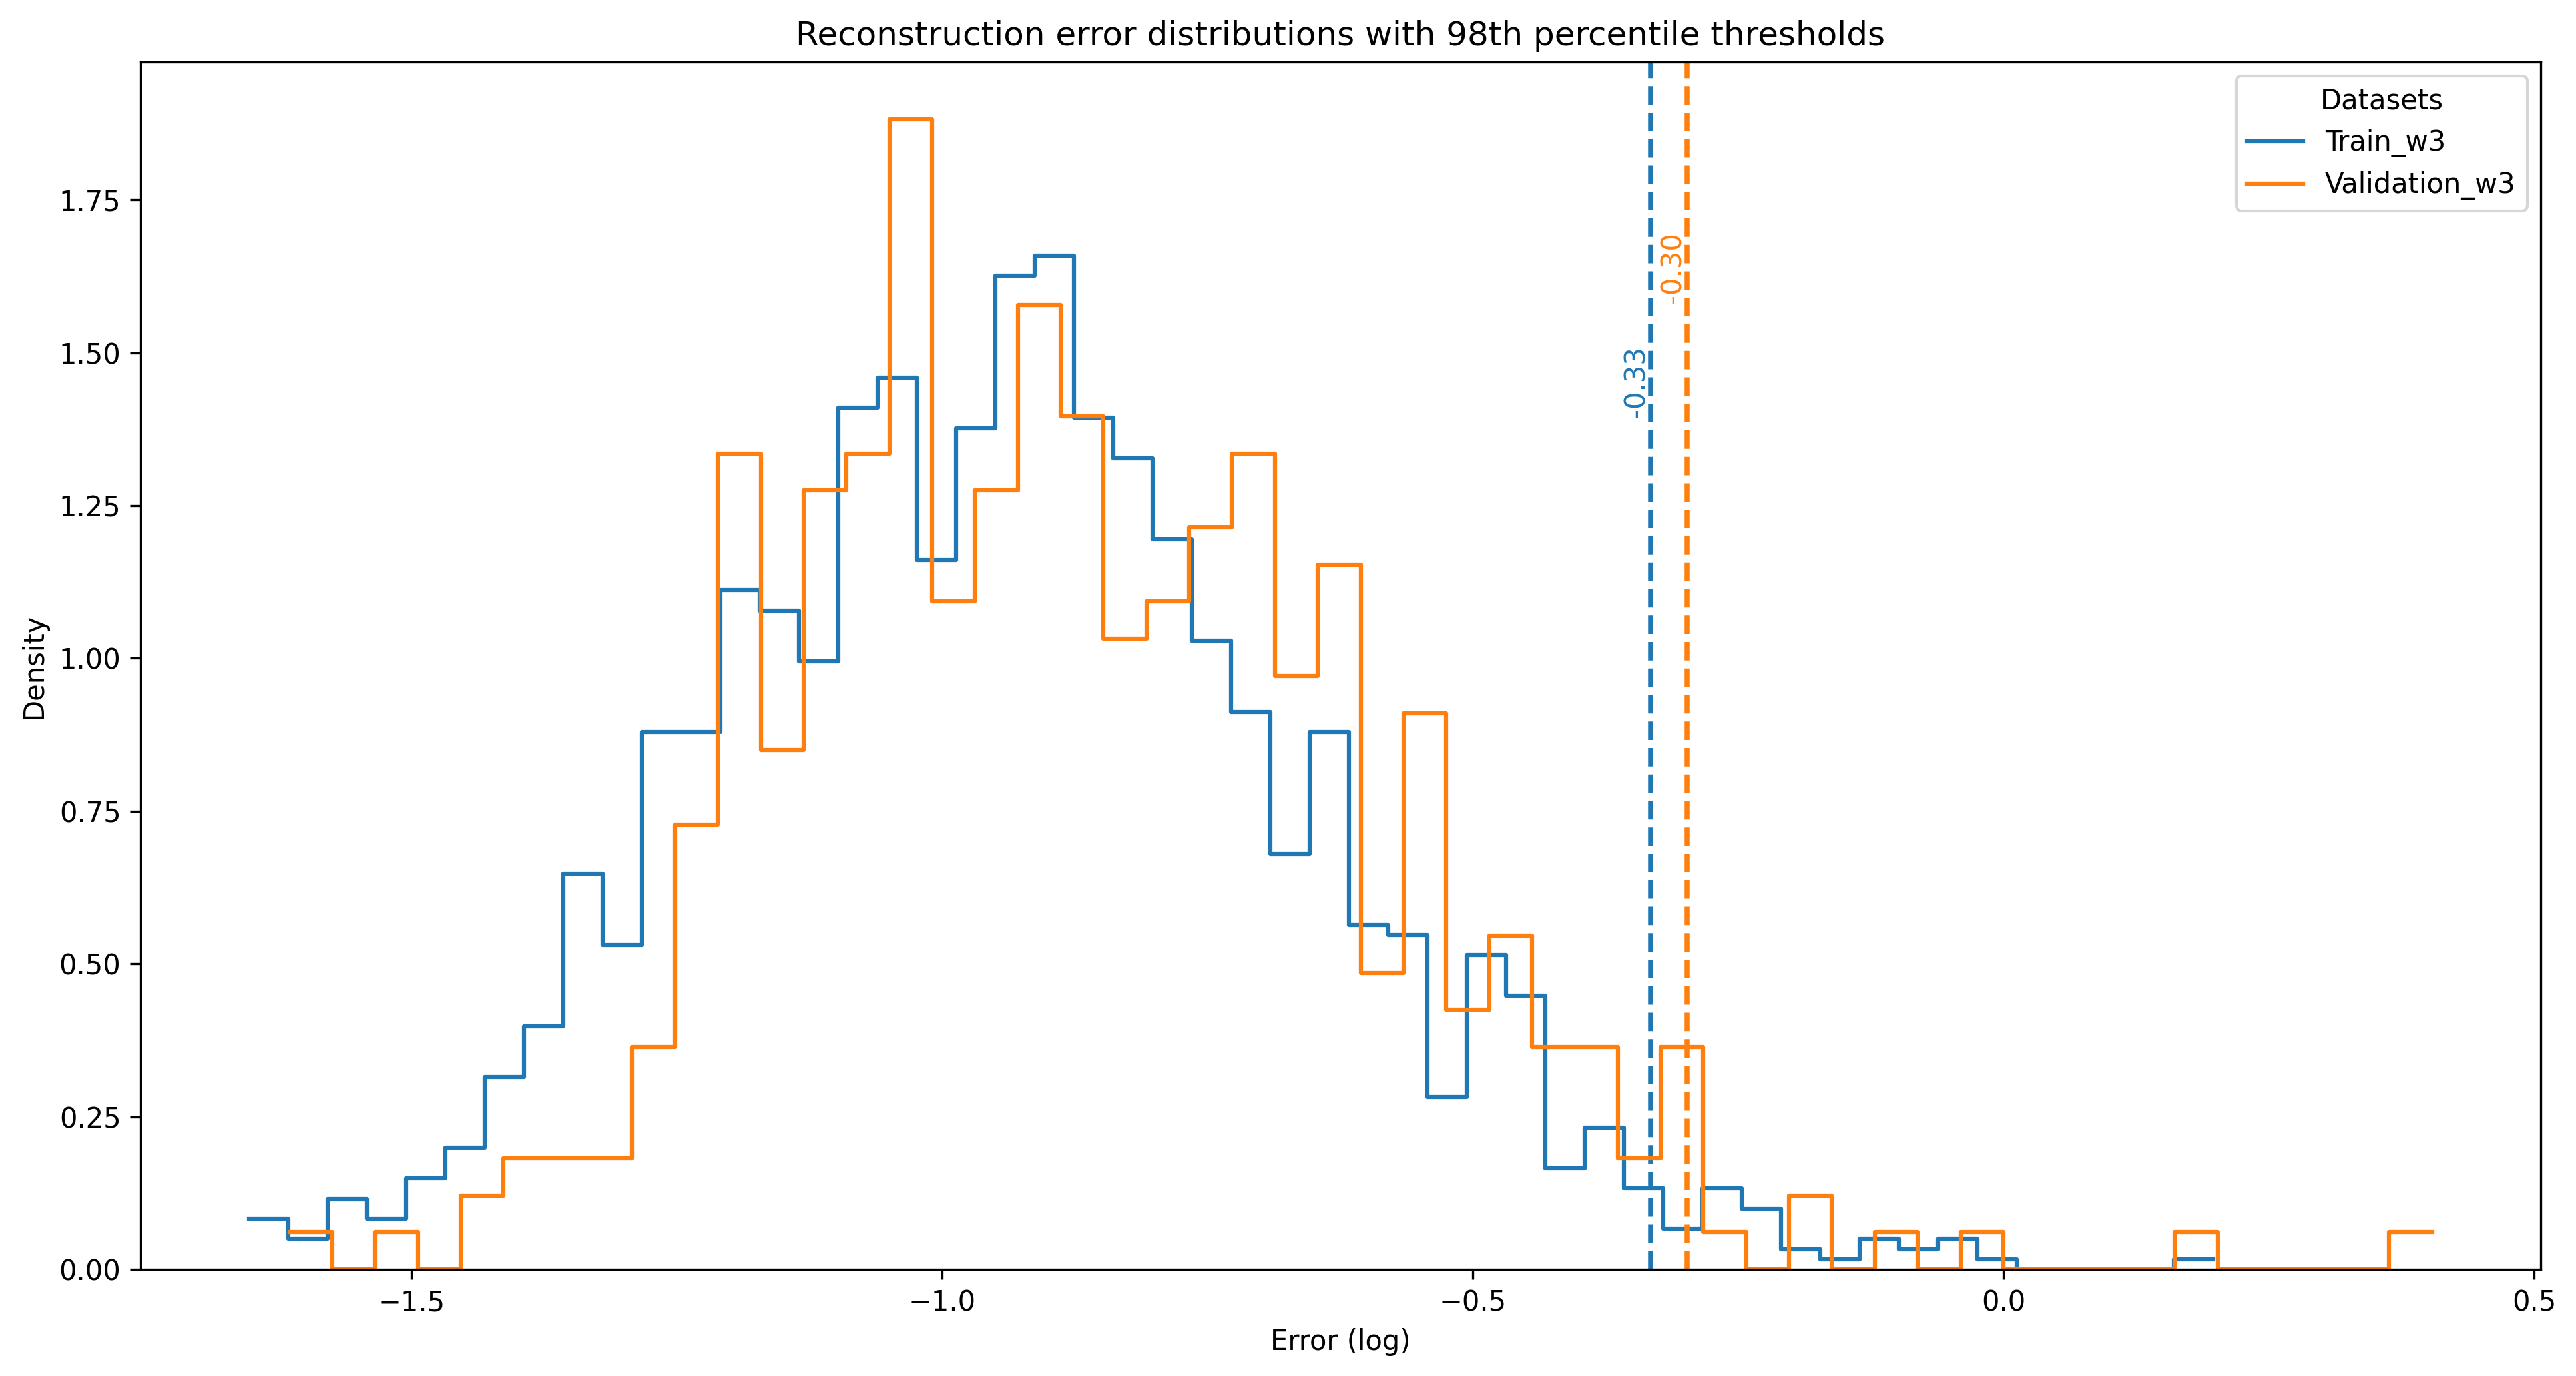 Reconstruction error distributions with 98th percentile thresholds
Datasets
Train_w3
Validation_w3
-0.30
-0.33
Density
1.75
1.50
1.25
1.00
0.75
0.50
0.25
0.00
−1.5
−1.0
−0.5
0.0
0.5
Error (log)